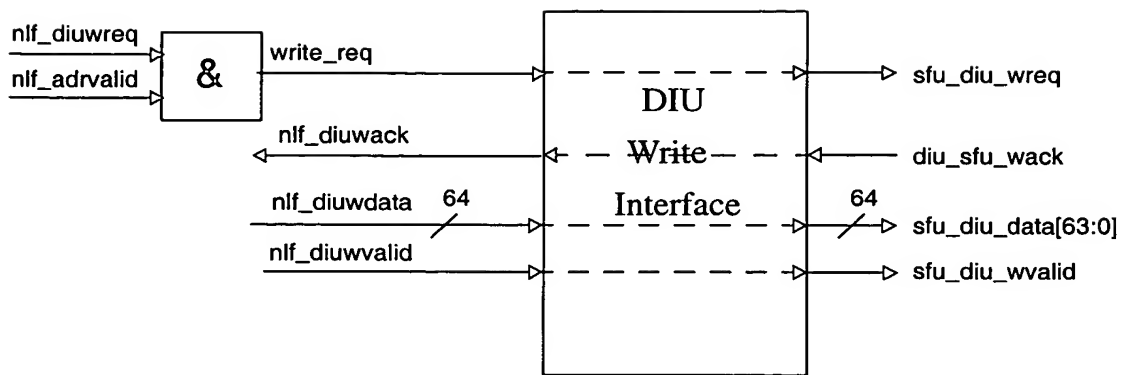 nlf_diuwreq
nlf_adrvalid
&
write_req
sfu_diu_wreq
DIU
nlf_diuwack
Write
diu_sfu_wack
nlf_diuwdata
64
Interface
64
sfu_diu_data[63:0]
nlf_diuwvalid
sfu_diu_wvalid